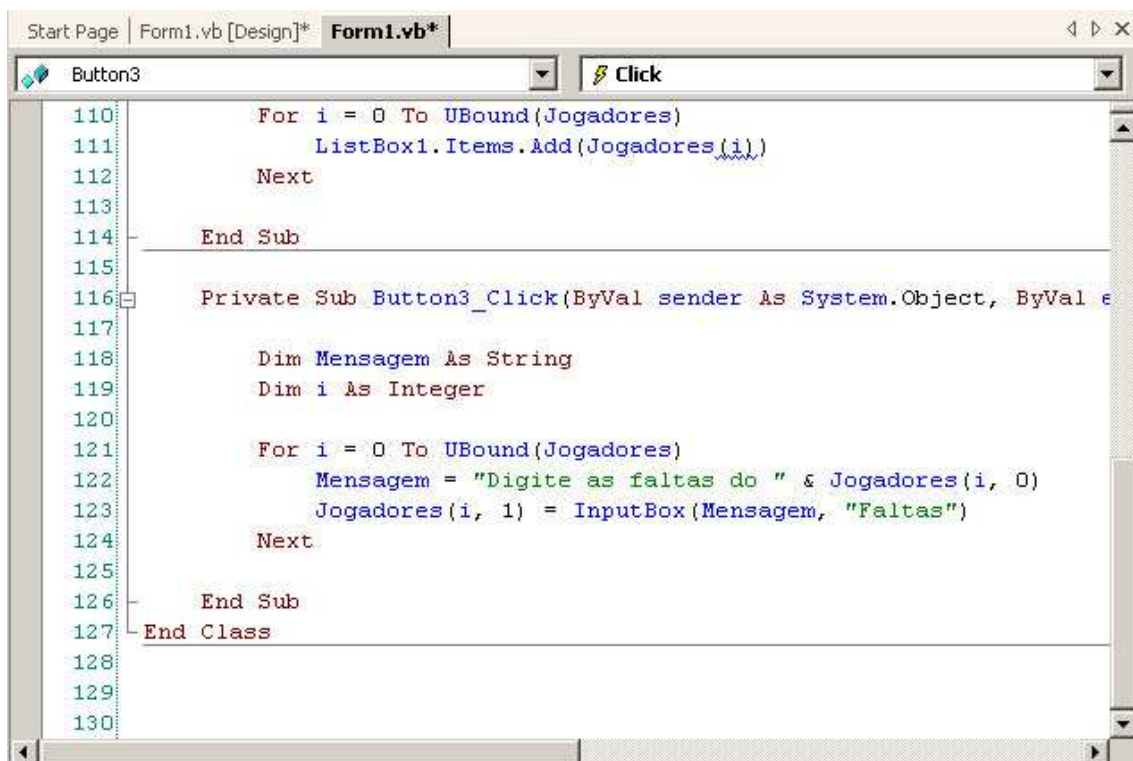 Start Page Form1.vb [Design]* Form1.vb*
Button3 Click
110 For i = 0 To UBound(Jogadores)
111 ListBox1.Items.Add(Jogadores(i))
112 Next
113
114 End Sub
115
116 Private Sub Button3_Click(ByVal sender As System.Object, ByVal e
117
118 Dim Mensagem As String
119 Dim i As Integer
120
121 For i = 0 To UBound(Jogadores)
122 Mensagem = "Digite as faltas do " & Jogadores(i, 0)
123 Jogadores(i, 1) = InputBox(Mensagem, "Faltas")
124 Next
125
126 End Sub
127 End Class
128
129
130